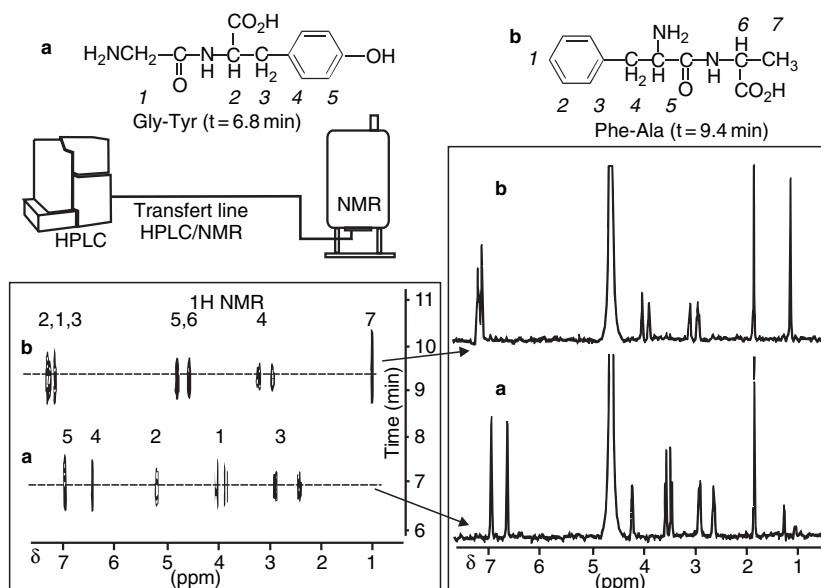 a
CO₂H
H₂NCH₂ C N C C OH
O H H H₂
1 2 3 4 5
Gly-Tyr (t = 6.8 min)
b
6 7
NH₂ H
1 C C C N C CH₃
H₂ H O H
CO₂H
2 3 4 5
Phe-Ala (t = 9.4 min)
HPLC
Transfert line
HPLC/NMR
NMR
1H NMR
2,1,3 5,6 4 7
b
5 4 2 1 3
a
11
10
9
8
7
6
Time (min)
δ 7 6 5 4 3 2 1
(ppm)
b
a
δ 7 6 5 4 3 2 1
(ppm)